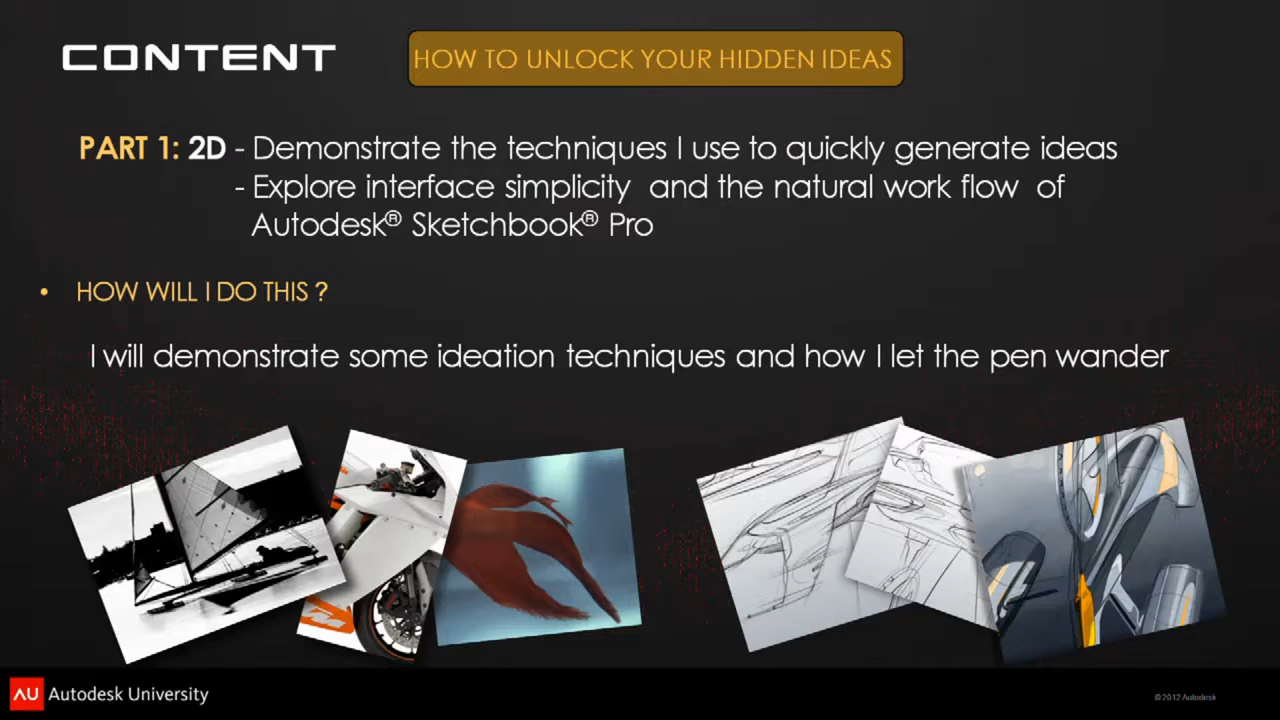 CONTENT
HOW TO UNLOCK YOUR HIDDEN IDEAS
PART 1: 2D - Demonstrate the techniques I use to quickly generate ideas
- Explore interface simplicity and the natural work flow of
Autodesk® Sketchbook® Pro
• HOW WILL I DO THIS ?
I will demonstrate some ideation techniques and how I let the pen wander
AU Autodesk University
©2012 Autodesk